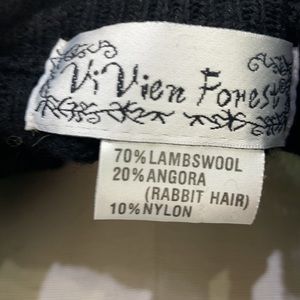 ViVien Forest
70% LAMBSWOOL
20% ANGORA
(RABBIT HAIR)
10% NYLON